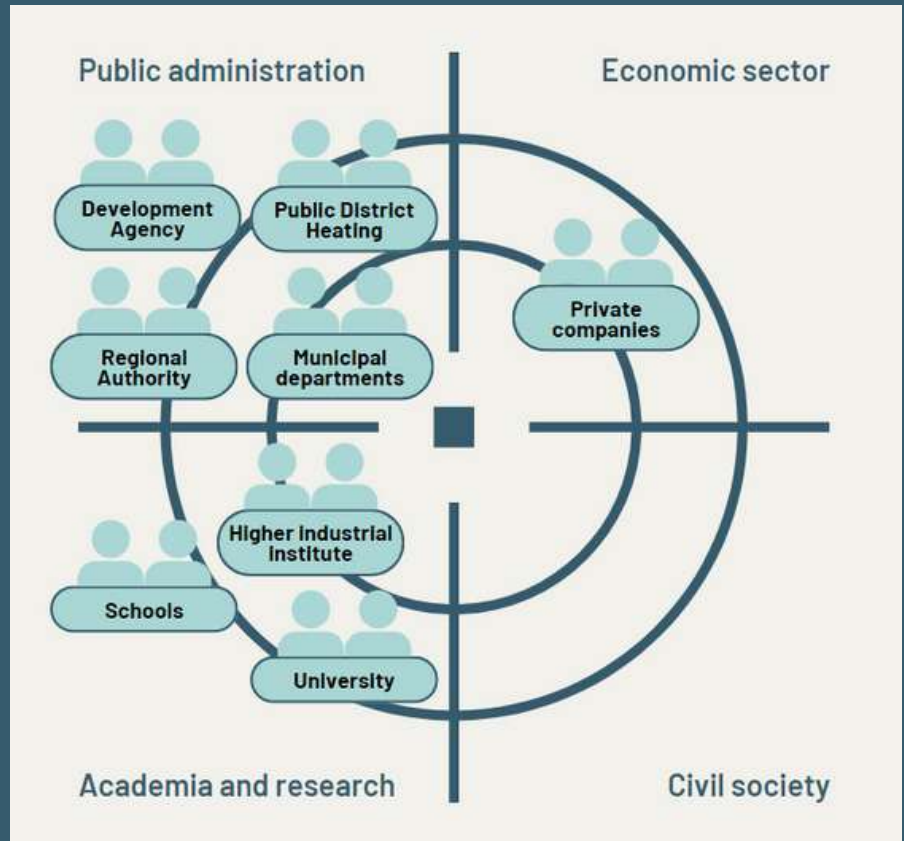 Public administration
Economic sector
Development
Agency
Public District
Heating
Private
companies
Regional
Authority
Municipal
departments
Higher industrial
institute
Schools
University
Academia and research
Civil society